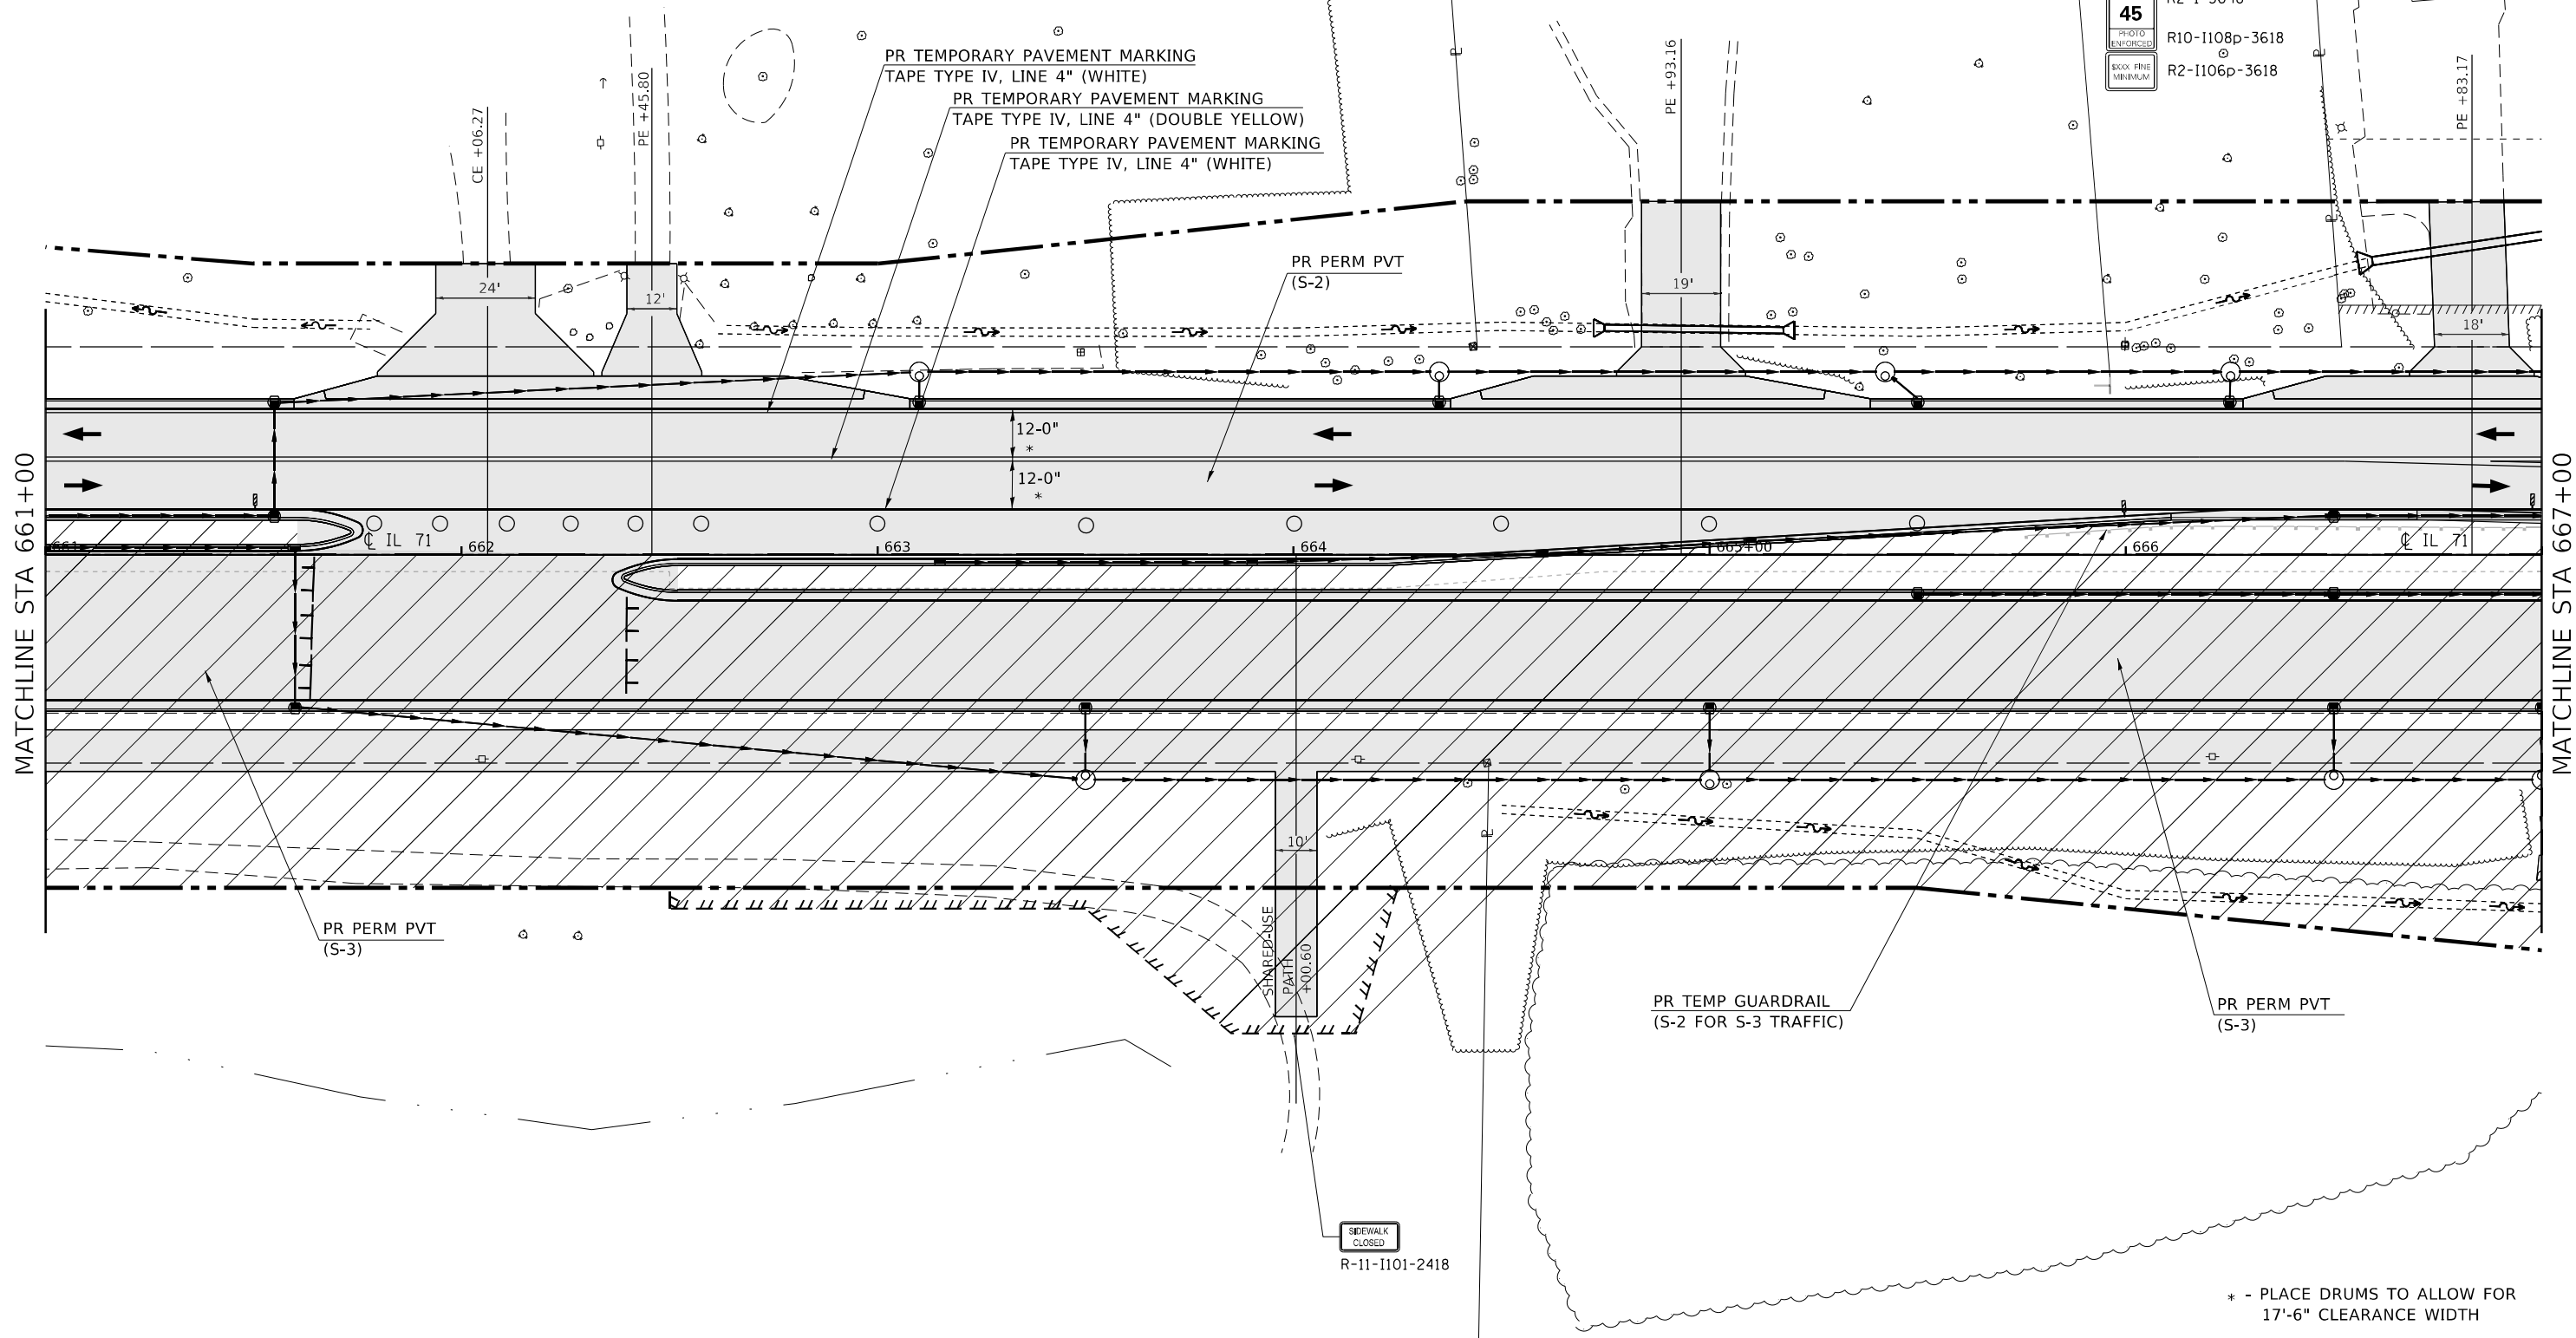 45
PHOTO
ENFORCED
R10-I108p-3618
$XXX FINE
MINIMUM
R2-I106p-3618
PR TEMPORARY PAVEMENT MARKING
TAPE TYPE IV, LINE 4" (WHITE)
PR TEMPORARY PAVEMENT MARKING
TAPE TYPE IV, LINE 4" (DOUBLE YELLOW)
PR TEMPORARY PAVEMENT MARKING
TAPE TYPE IV, LINE 4" (WHITE)
CE +06.27
PE +45.80
PE +93.16
PE +83.17
PR PERM PVT
(S-2)
24'
12'
19'
18'
12-0"
*
12-0"
*
MATCHLINE STA 661+00
MATCHLINE STA 667+00
661
℄ IL 71
662
663
664
665+00
666
℄ IL 71
10'
SHARED-USE
PATH
+00.60
PR PERM PVT
(S-3)
PR TEMP GUARDRAIL
(S-2 FOR S-3 TRAFFIC)
PR PERM PVT
(S-3)
SIDEWALK
CLOSED
R-11-I101-2418
* - PLACE DRUMS TO ALLOW FOR
17'-6" CLEARANCE WIDTH